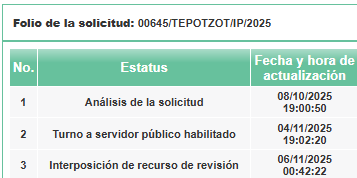 Folio de la solicitud: 00645/TEPOTZOT/IP/2025
No. Estatus Fecha y hora de actualización
1 Análisis de la solicitud 08/10/2025 19:00:50
2 Turno a servidor público habilitado 04/11/2025 19:02:20
3 Interposición de recurso de revisión 06/11/2025 00:42:22